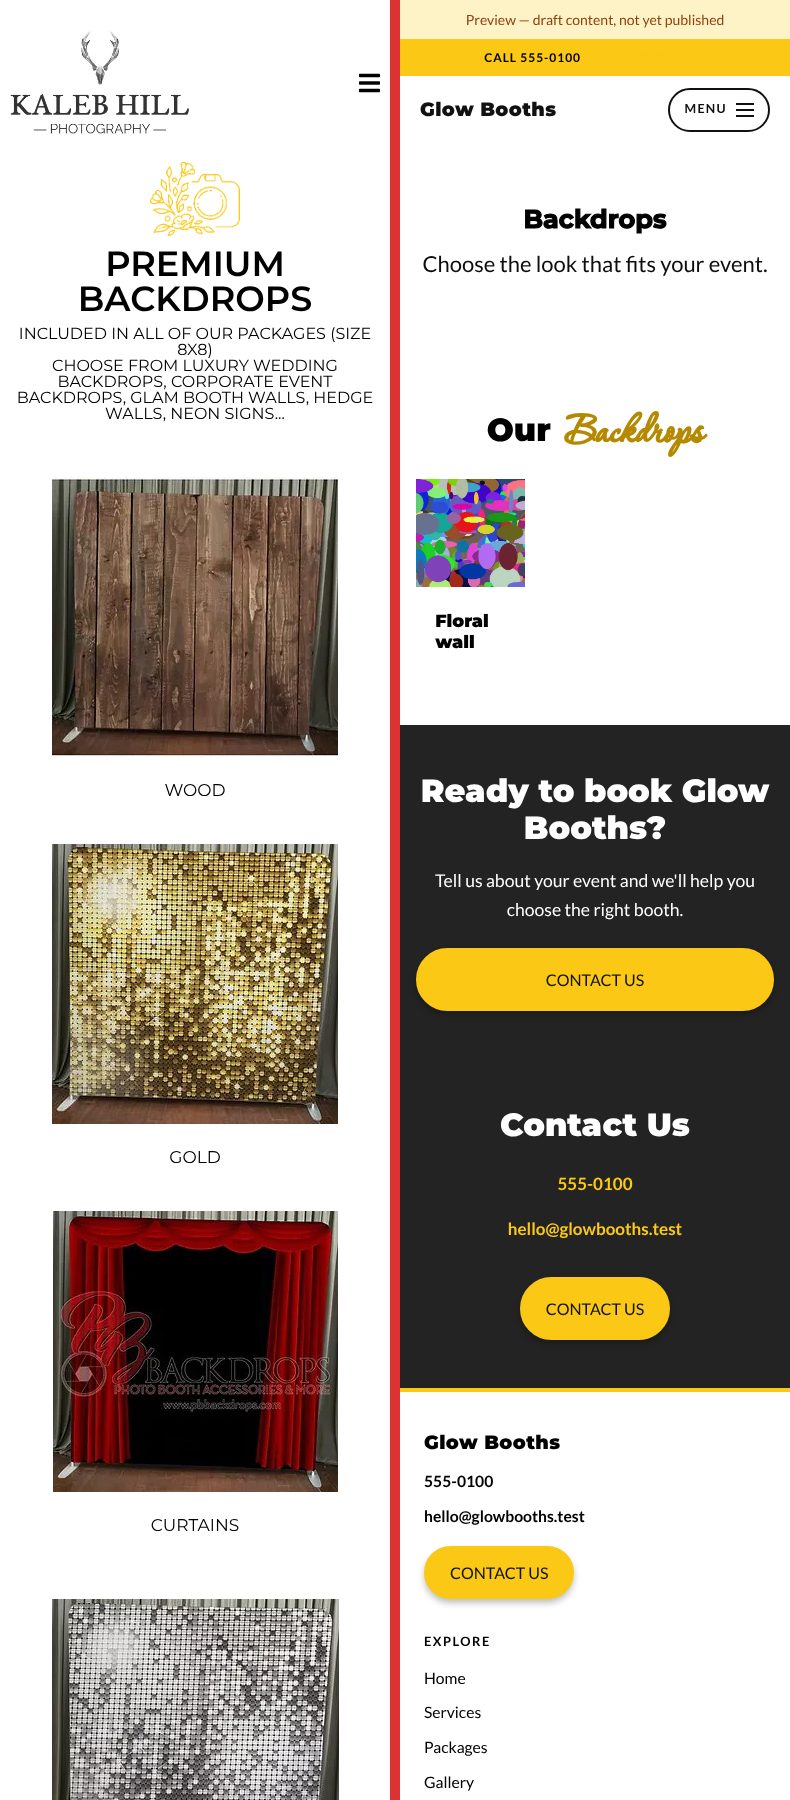 KALEB HILL
— PHOTOGRAPHY —
PREMIUM
BACKDROPS
INCLUDED IN ALL OF OUR PACKAGES (SIZE
8X8)
CHOOSE FROM LUXURY WEDDING
BACKDROPS, CORPORATE EVENT
BACKDROPS, GLAM BOOTH WALLS, HEDGE
WALLS, NEON SIGNS...
WOOD
GOLD
PB
BACKDROPS
PHOTO BOOTH ACCESSORIES & MORE
www.pbbackdrops.com
CURTAINS
Preview — draft content, not yet published
CALL 555-0100
Glow Booths
MENU
Backdrops
Choose the look that fits your event.
Our Backdrops
Floral
wall
Ready to book Glow
Booths?
Tell us about your event and we'll help you
choose the right booth.
CONTACT US
Contact Us
555-0100
hello@glowbooths.test
CONTACT US
Glow Booths
555-0100
hello@glowbooths.test
CONTACT US
EXPLORE
Home
Services
Packages
Gallery